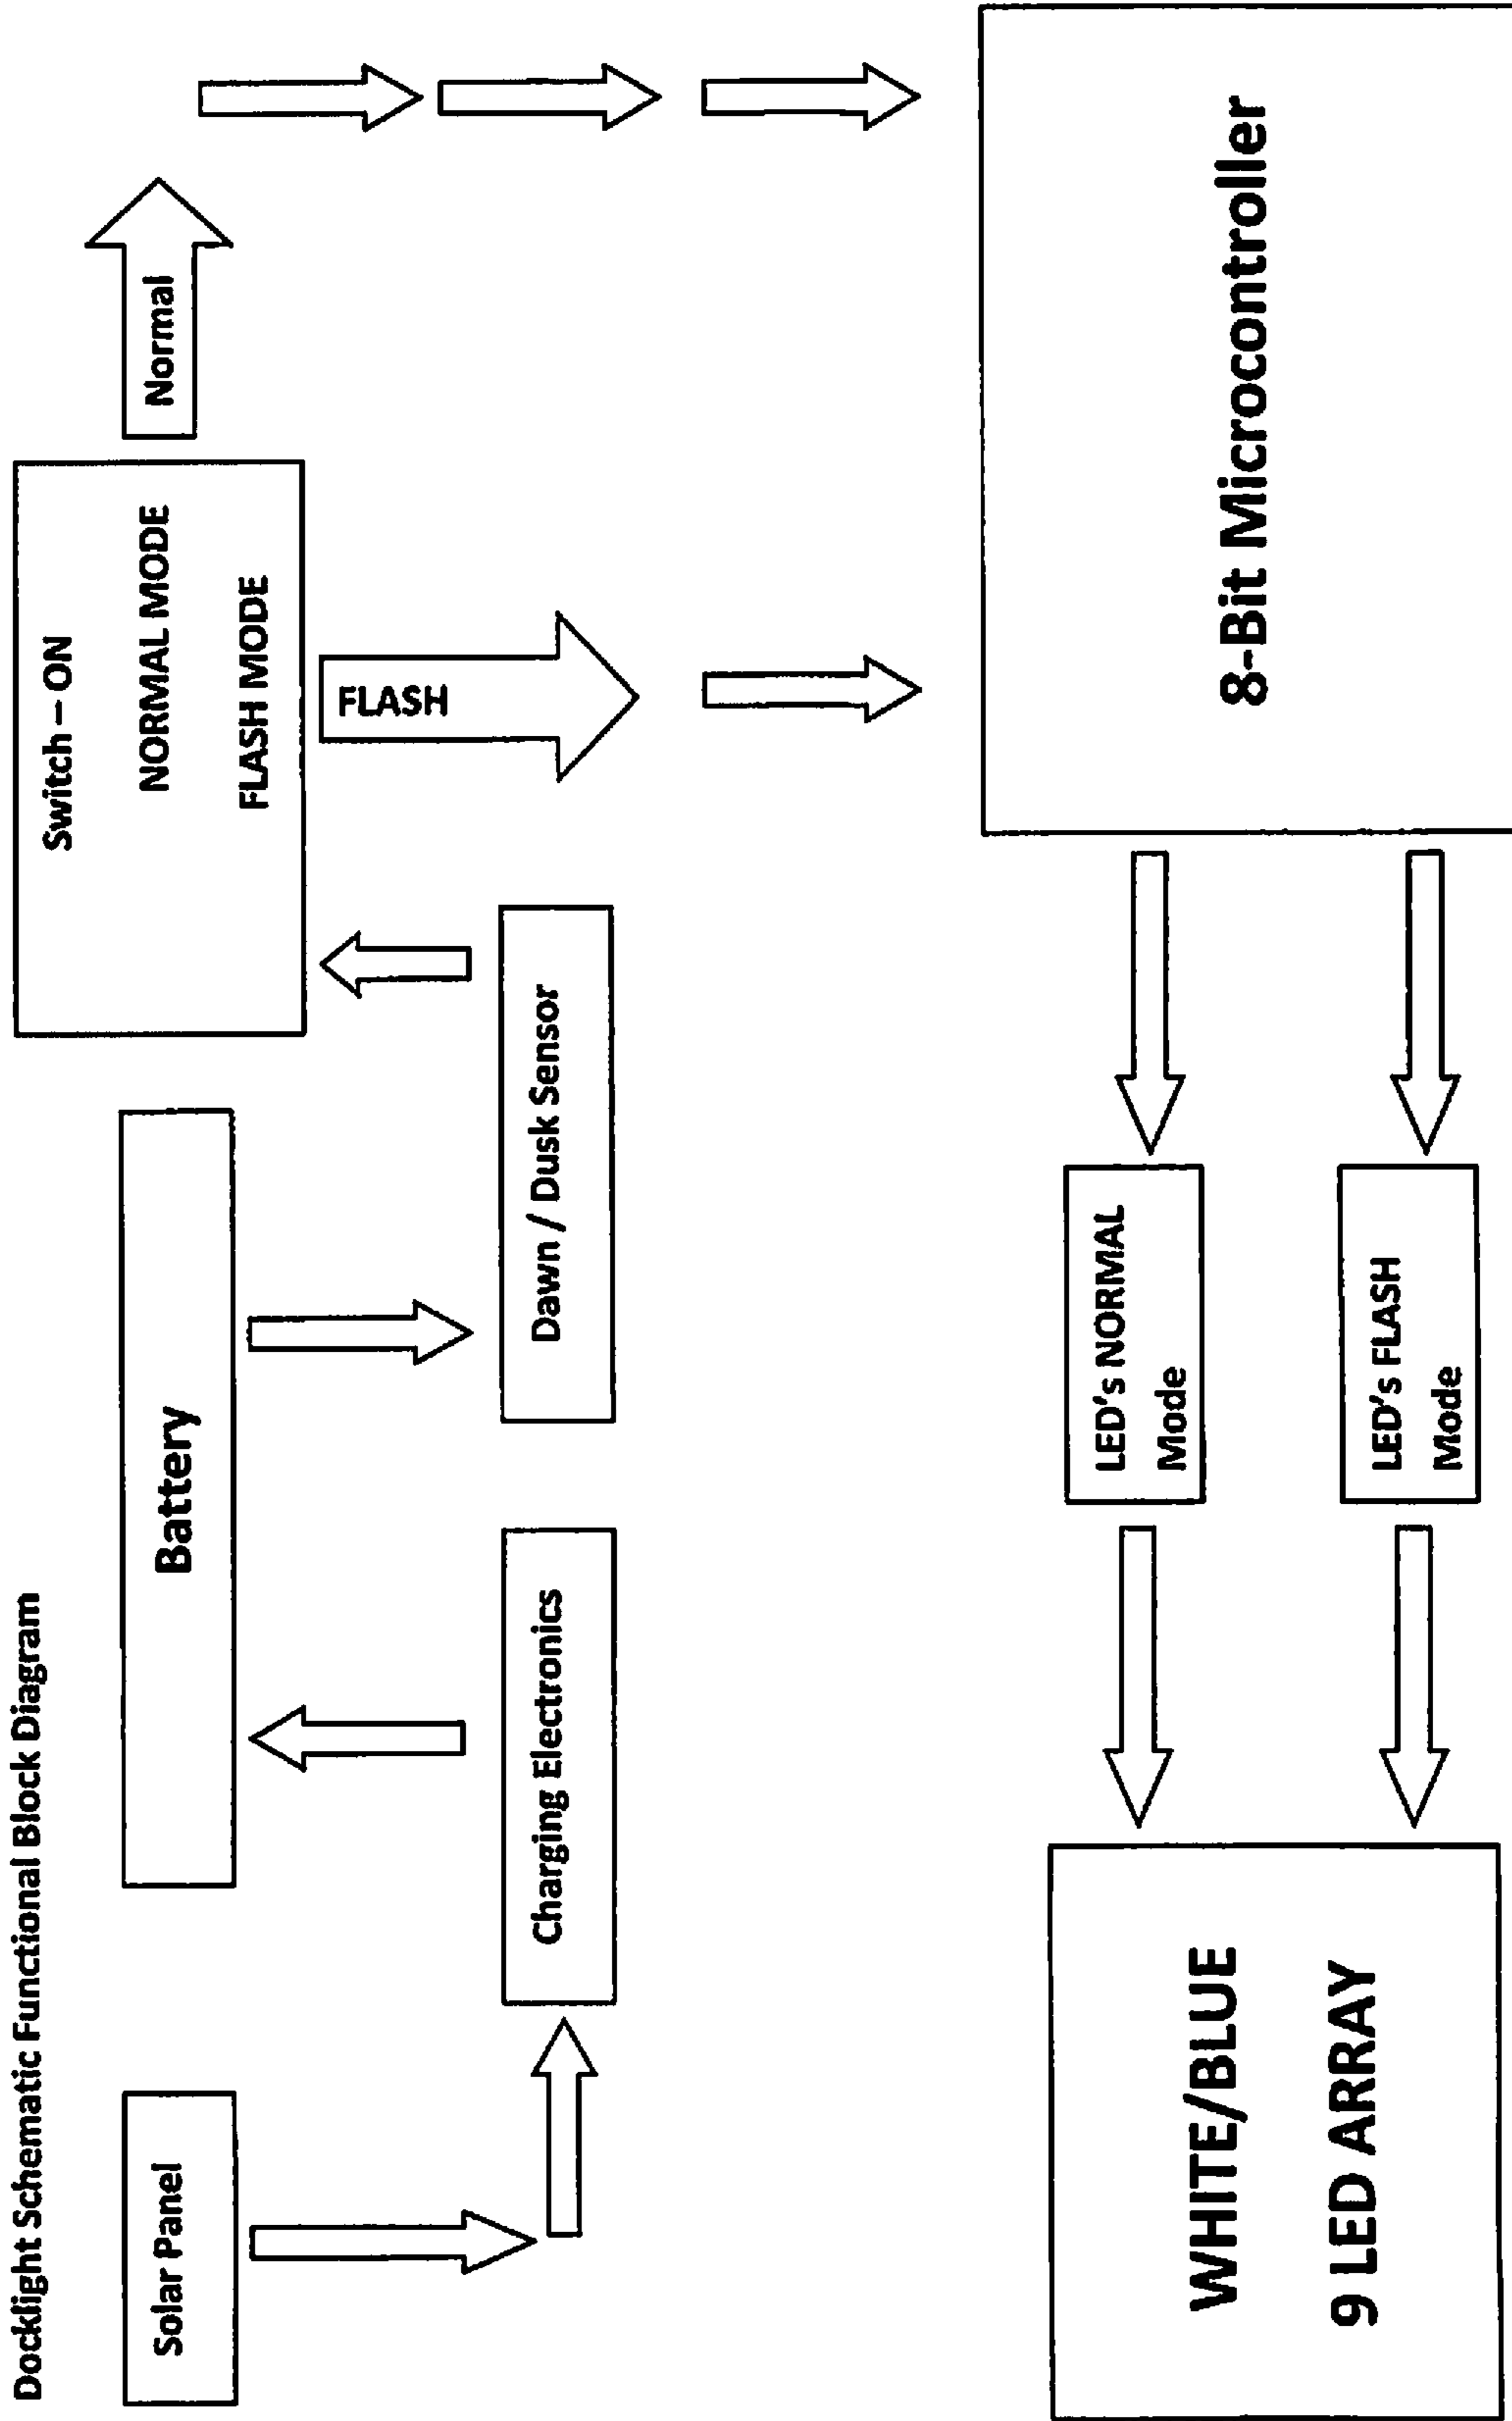 Docklight Schematic Functional Block Diagram
Solar Panel
Charging Electronics
Battery
Dawn / Dusk Sensor
Switch – ON
NORMAL MODE
FLASH MODE
Normal
FLASH
8-Bit Microcontroller
LED's NORMAL
Mode
LED's FLASH
Mode
WHITE/BLUE
9 LED ARRAY